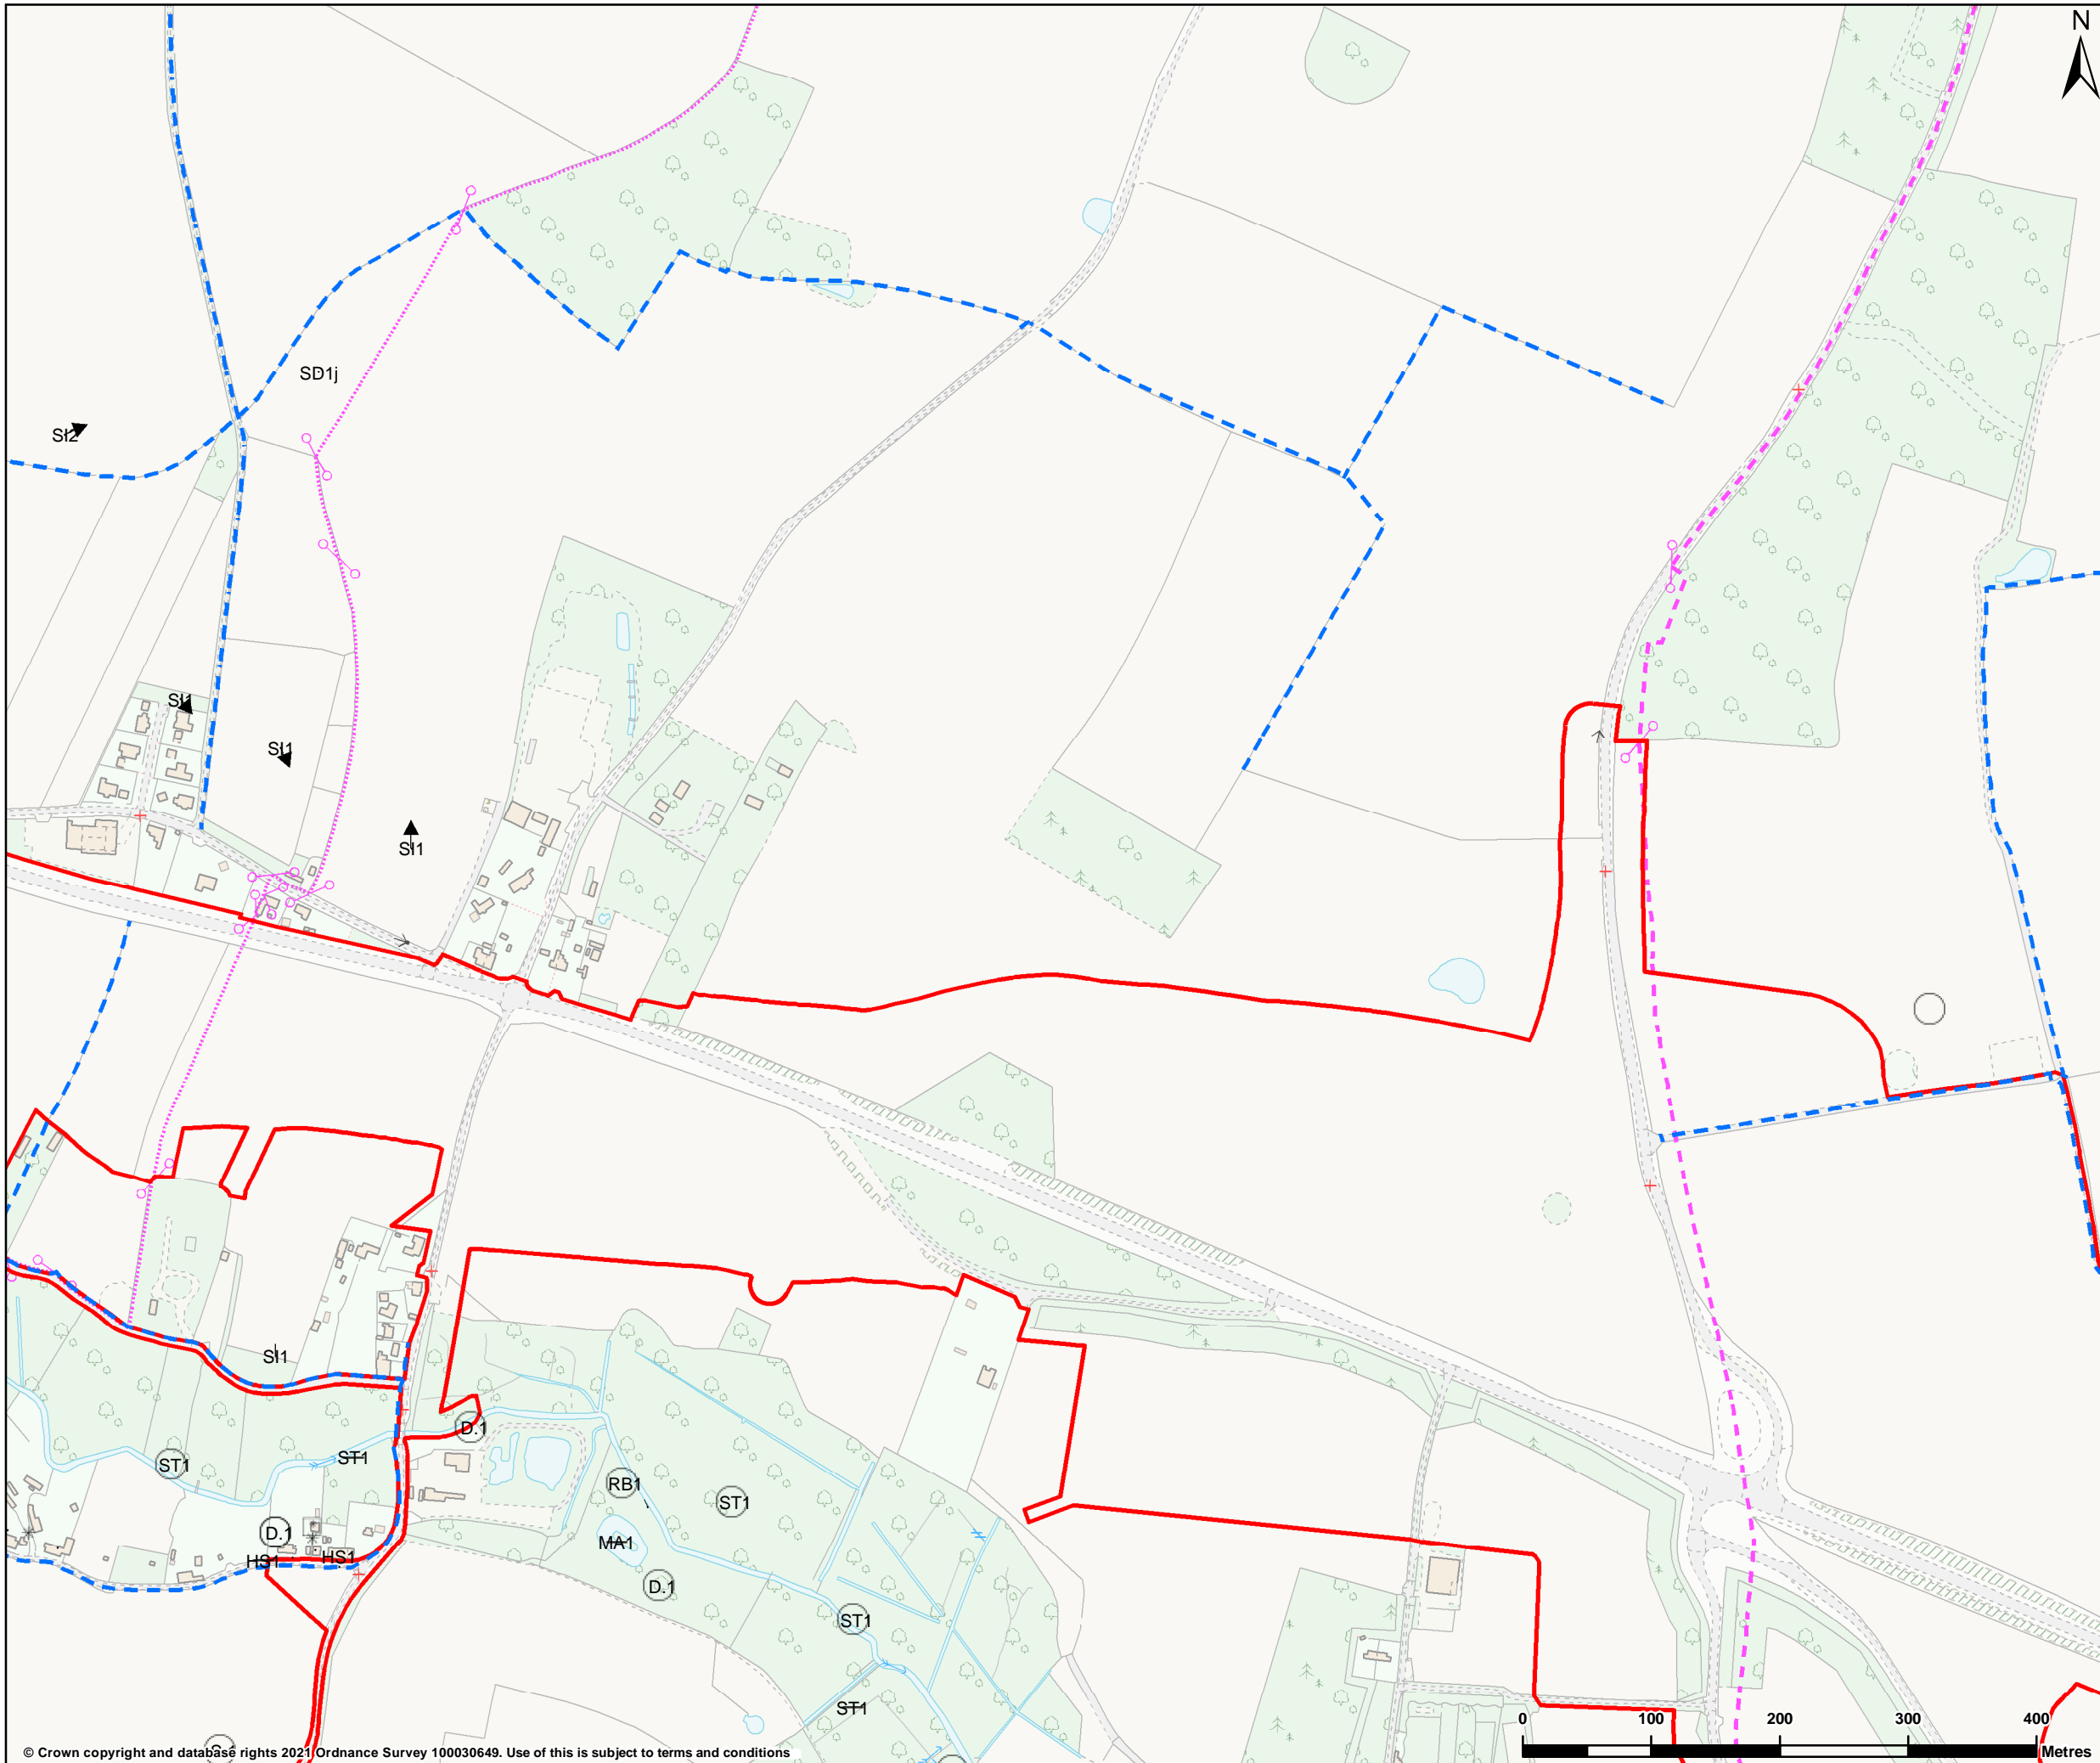 N
SD1j
SI2
SI1
SI1
SI1
SI1
D.1
ST1
ST1
RB1
ST1
D.1
MA1
HS1
HS1
D.1
ST1
ST1
0 100 200 300 400
Metres
© Crown copyright and database rights 2021 Ordnance Survey 100030649. Use of this is subject to terms and conditions